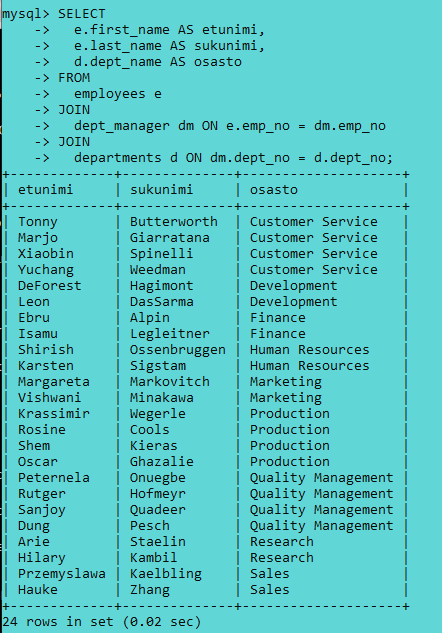 mysql> SELECT
    ->   e.first_name AS etunimi,
    ->   e.last_name AS sukunimi,
    ->   d.dept_name AS osasto
    -> FROM
    ->   employees e
    -> JOIN
    ->   dept_manager dm ON e.emp_no = dm.emp_no
    -> JOIN
    ->   departments d ON dm.dept_no = d.dept_no;
+-------------+--------------+--------------------+
| etunimi     | sukunimi     | osasto             |
+-------------+--------------+--------------------+
| Tonny       | Butterworth  | Customer Service   |
| Marjo       | Giarratana   | Customer Service   |
| Xiaobin     | Spinelli     | Customer Service   |
| Yuchang     | Weedman      | Customer Service   |
| DeForest    | Hagimont     | Development        |
| Leon        | DasSarma     | Development        |
| Ebru        | Alpin        | Finance            |
| Isamu       | Legleitner   | Finance            |
| Shirish     | Ossenbruggen | Human Resources    |
| Karsten     | Sigstam      | Human Resources    |
| Margareta   | Markovitch   | Marketing          |
| Vishwani    | Minakawa     | Marketing          |
| Krassimir   | Wegerle      | Production         |
| Rosine      | Cools        | Production         |
| Shem        | Kieras       | Production         |
| Oscar       | Ghazalie     | Production         |
| Peternela   | Onuegbe      | Quality Management |
| Rutger      | Hofmeyr      | Quality Management |
| Sanjoy      | Quadeer      | Quality Management |
| Dung        | Pesch        | Quality Management |
| Arie        | Staelin      | Research           |
| Hilary      | Kambil       | Research           |
| Przemyslawa | Kaelbling    | Sales              |
| Hauke       | Zhang        | Sales              |
+-------------+--------------+--------------------+
24 rows in set (0.02 sec)